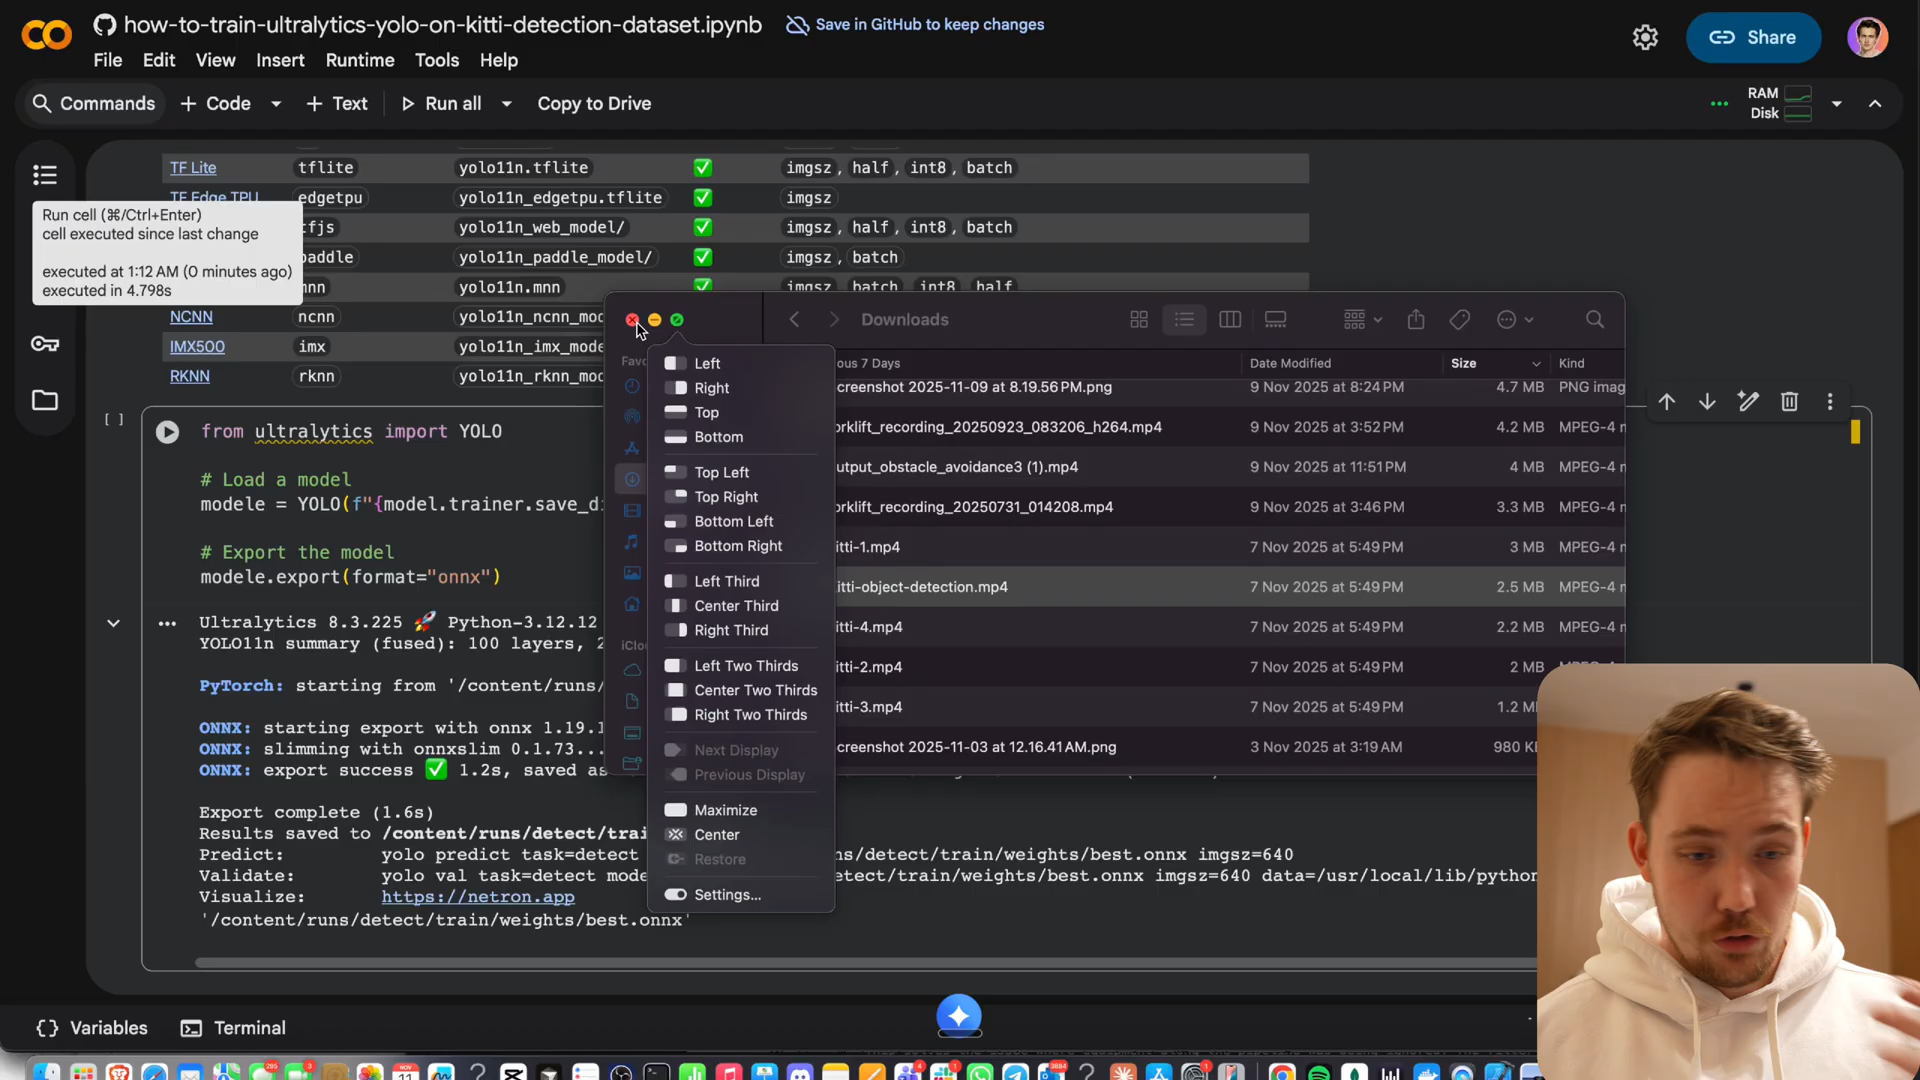 how-to-train-ultralytics-yolo-on-kitti-detection-dataset.ipynb
Save in GitHub to keep changes
Share
File Edit View Insert Runtime Tools Help
Commands + Code + Text Run all Copy to Drive
RAM
Disk
TF Lite tflite yolo11n.tflite ✅ imgsz, half, int8, batch
TF Edge TPU edgetpu yolo11n_edgetpu.tflite ✅ imgsz
tfjs yolo11n_web_model/ ✅ imgsz, half, int8, batch
paddle yolo11n_paddle_model/ ✅ imgsz, batch
mnn yolo11n.mnn ✅ imgsz, batch, int8, half
NCNN ncnn yolo11n_ncnn_mod
IMX500 imx yolo11n_imx_mode
RKNN rknn yolo11n_rknn_mod
Run cell (⌘/Ctrl+Enter)
cell executed since last change
executed at 1:12 AM (0 minutes ago)
executed in 4.798s
[ ]
from ultralytics import YOLO
# Load a model
modele = YOLO(f"{model.trainer.save_di
# Export the model
modele.export(format="onnx")
Ultralytics 8.3.225 🚀 Python-3.12.12
YOLO11n summary (fused): 100 layers, 2
PyTorch: starting from '/content/runs/
ONNX: starting export with onnx 1.19.1
ONNX: slimming with onnxslim 0.1.73...
ONNX: export success ✅ 1.2s, saved as
Export complete (1.6s)
Results saved to /content/runs/detect/trai
Predict: yolo predict task=detect
s/detect/train/weights/best.onnx imgsz=640
Validate: yolo val task=detect mode
etect/train/weights/best.onnx imgsz=640 data=/usr/local/lib/python
Visualize: https://netron.app
'/content/runs/detect/train/weights/best.onnx'
Downloads
Favo
iClou
ous 7 Days Date Modified Size Kind
creenshot 2025-11-09 at 8.19.56 PM.png 9 Nov 2025 at 8:24 PM 4.7 MB PNG imag
orklift_recording_20250923_083206_h264.mp4 9 Nov 2025 at 3:52 PM 4.2 MB MPEG-4 m
utput_obstacle_avoidance3 (1).mp4 9 Nov 2025 at 11:51 PM 4 MB MPEG-4 m
orklift_recording_20250731_014208.mp4 9 Nov 2025 at 3:46 PM 3.3 MB MPEG-4 m
itti-1.mp4 7 Nov 2025 at 5:49 PM 3 MB MPEG-4 m
itti-object-detection.mp4 7 Nov 2025 at 5:49 PM 2.5 MB MPEG-4 m
itti-4.mp4 7 Nov 2025 at 5:49 PM 2.2 MB MPEG-4 m
itti-2.mp4 7 Nov 2025 at 5:49 PM 2 MB MPEG-4 m
itti-3.mp4 7 Nov 2025 at 5:49 PM 1.2 M
creenshot 2025-11-03 at 12.16.41 AM.png 3 Nov 2025 at 3:19 AM 980 K
Left
Right
Top
Bottom
Top Left
Top Right
Bottom Left
Bottom Right
Left Third
Center Third
Right Third
Left Two Thirds
Center Two Thirds
Right Two Thirds
Next Display
Previous Display
Maximize
Center
Restore
Settings...
{} Variables Terminal